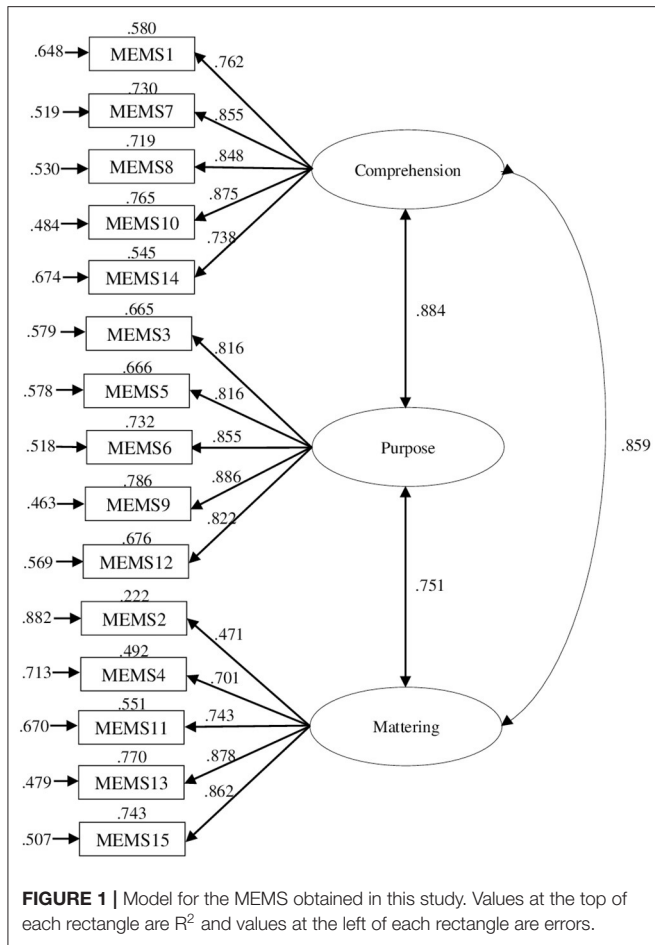 .580
.648 MEMS1 .762
.730
.519 MEMS7 .855
.719
.530 MEMS8 .848
Comprehension
.765 .875
.484 MEMS10
.545 .738
.674 MEMS14
.665
.579 MEMS3 .816
.884
.666
.578 MEMS5 .816
.732
.518 MEMS6 .855
Purpose
.859
.786 .886
.463 MEMS9
.822
.676
.569 MEMS12
.751
.222
.882 MEMS2 .471
.492
.713 MEMS4 .701
.551
.670 MEMS11 .743
Mattering
.770 .878
.479 MEMS13
.862
.743
.507 MEMS15
FIGURE 1 | Model for the MEMS obtained in this study. Values at the top of
each rectangle are R² and values at the left of each rectangle are errors.